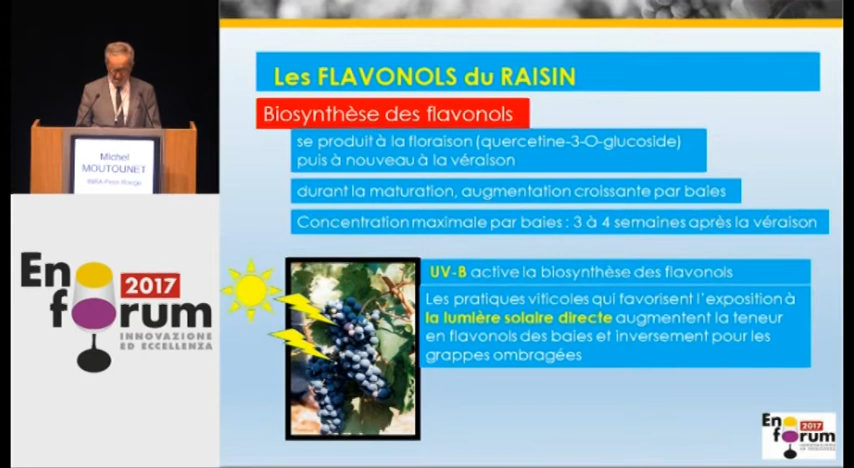 Les FLAVONOLS du RAISIN
Biosynthèse des flavonols
se produit à la floraison (quercetine-3-O-glucoside)
puis à nouveau à la véraison
durant la maturation, augmentation croissante par baies
Concentration maximale par baies : 3 à 4 semaines après la véraison
Michel
MOUTOUNET
INRA Pech Rouge
En
2017
forum
INNOVAZIONE
ED ECCELLENZA
UV-B active la biosynthèse des flavonols
Les pratiques viticoles qui favorisent l'exposition à
la lumière solaire directe augmentent la teneur
en flavonols des baies et inversement pour les
grappes ombragées
En
2017
forum